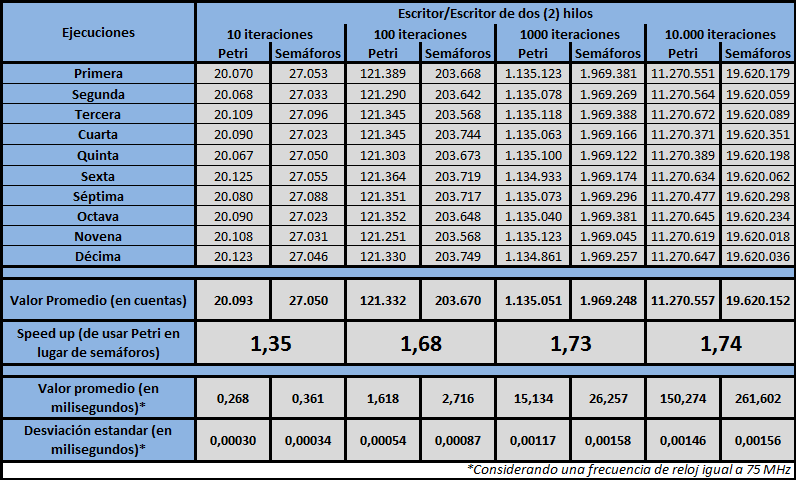 Ejecuciones
Escritor/Escritor de dos (2) hilos
10 iteraciones 100 iteraciones 1000 iteraciones 10.000 iteraciones
Petri Semáforos Petri Semáforos Petri Semáforos Petri Semáforos
Primera 20.070 27.053 121.389 203.668 1.135.123 1.969.381 11.270.551 19.620.179
Segunda 20.068 27.033 121.290 203.642 1.135.078 1.969.269 11.270.564 19.620.059
Tercera 20.109 27.096 121.345 203.568 1.135.118 1.969.388 11.270.672 19.620.089
Cuarta 20.090 27.023 121.345 203.744 1.135.063 1.969.166 11.270.371 19.620.351
Quinta 20.067 27.050 121.303 203.673 1.135.100 1.969.122 11.270.389 19.620.198
Sexta 20.125 27.055 121.364 203.719 1.134.933 1.969.174 11.270.634 19.620.062
Séptima 20.080 27.088 121.351 203.717 1.135.073 1.969.296 11.270.477 19.620.298
Octava 20.090 27.023 121.352 203.648 1.135.040 1.969.381 11.270.645 19.620.234
Novena 20.108 27.031 121.251 203.568 1.135.123 1.969.045 11.270.619 19.620.018
Décima 20.123 27.046 121.330 203.749 1.134.861 1.969.257 11.270.647 19.620.036
Valor Promedio (en cuentas) 20.093 27.050 121.332 203.670 1.135.051 1.969.248 11.270.557 19.620.152
Speed up (de usar Petri en
lugar de semáforos)
1,35 1,68 1,73 1,74
Valor promedio (en
milisegundos)*
0,268 0,361 1,618 2,716 15,134 26,257 150,274 261,602
Desviación estandar (en
milisegundos)*
0,00030 0,00034 0,00054 0,00087 0,00117 0,00158 0,00146 0,00156
*Considerando una frecuencia de reloj igual a 75 MHz